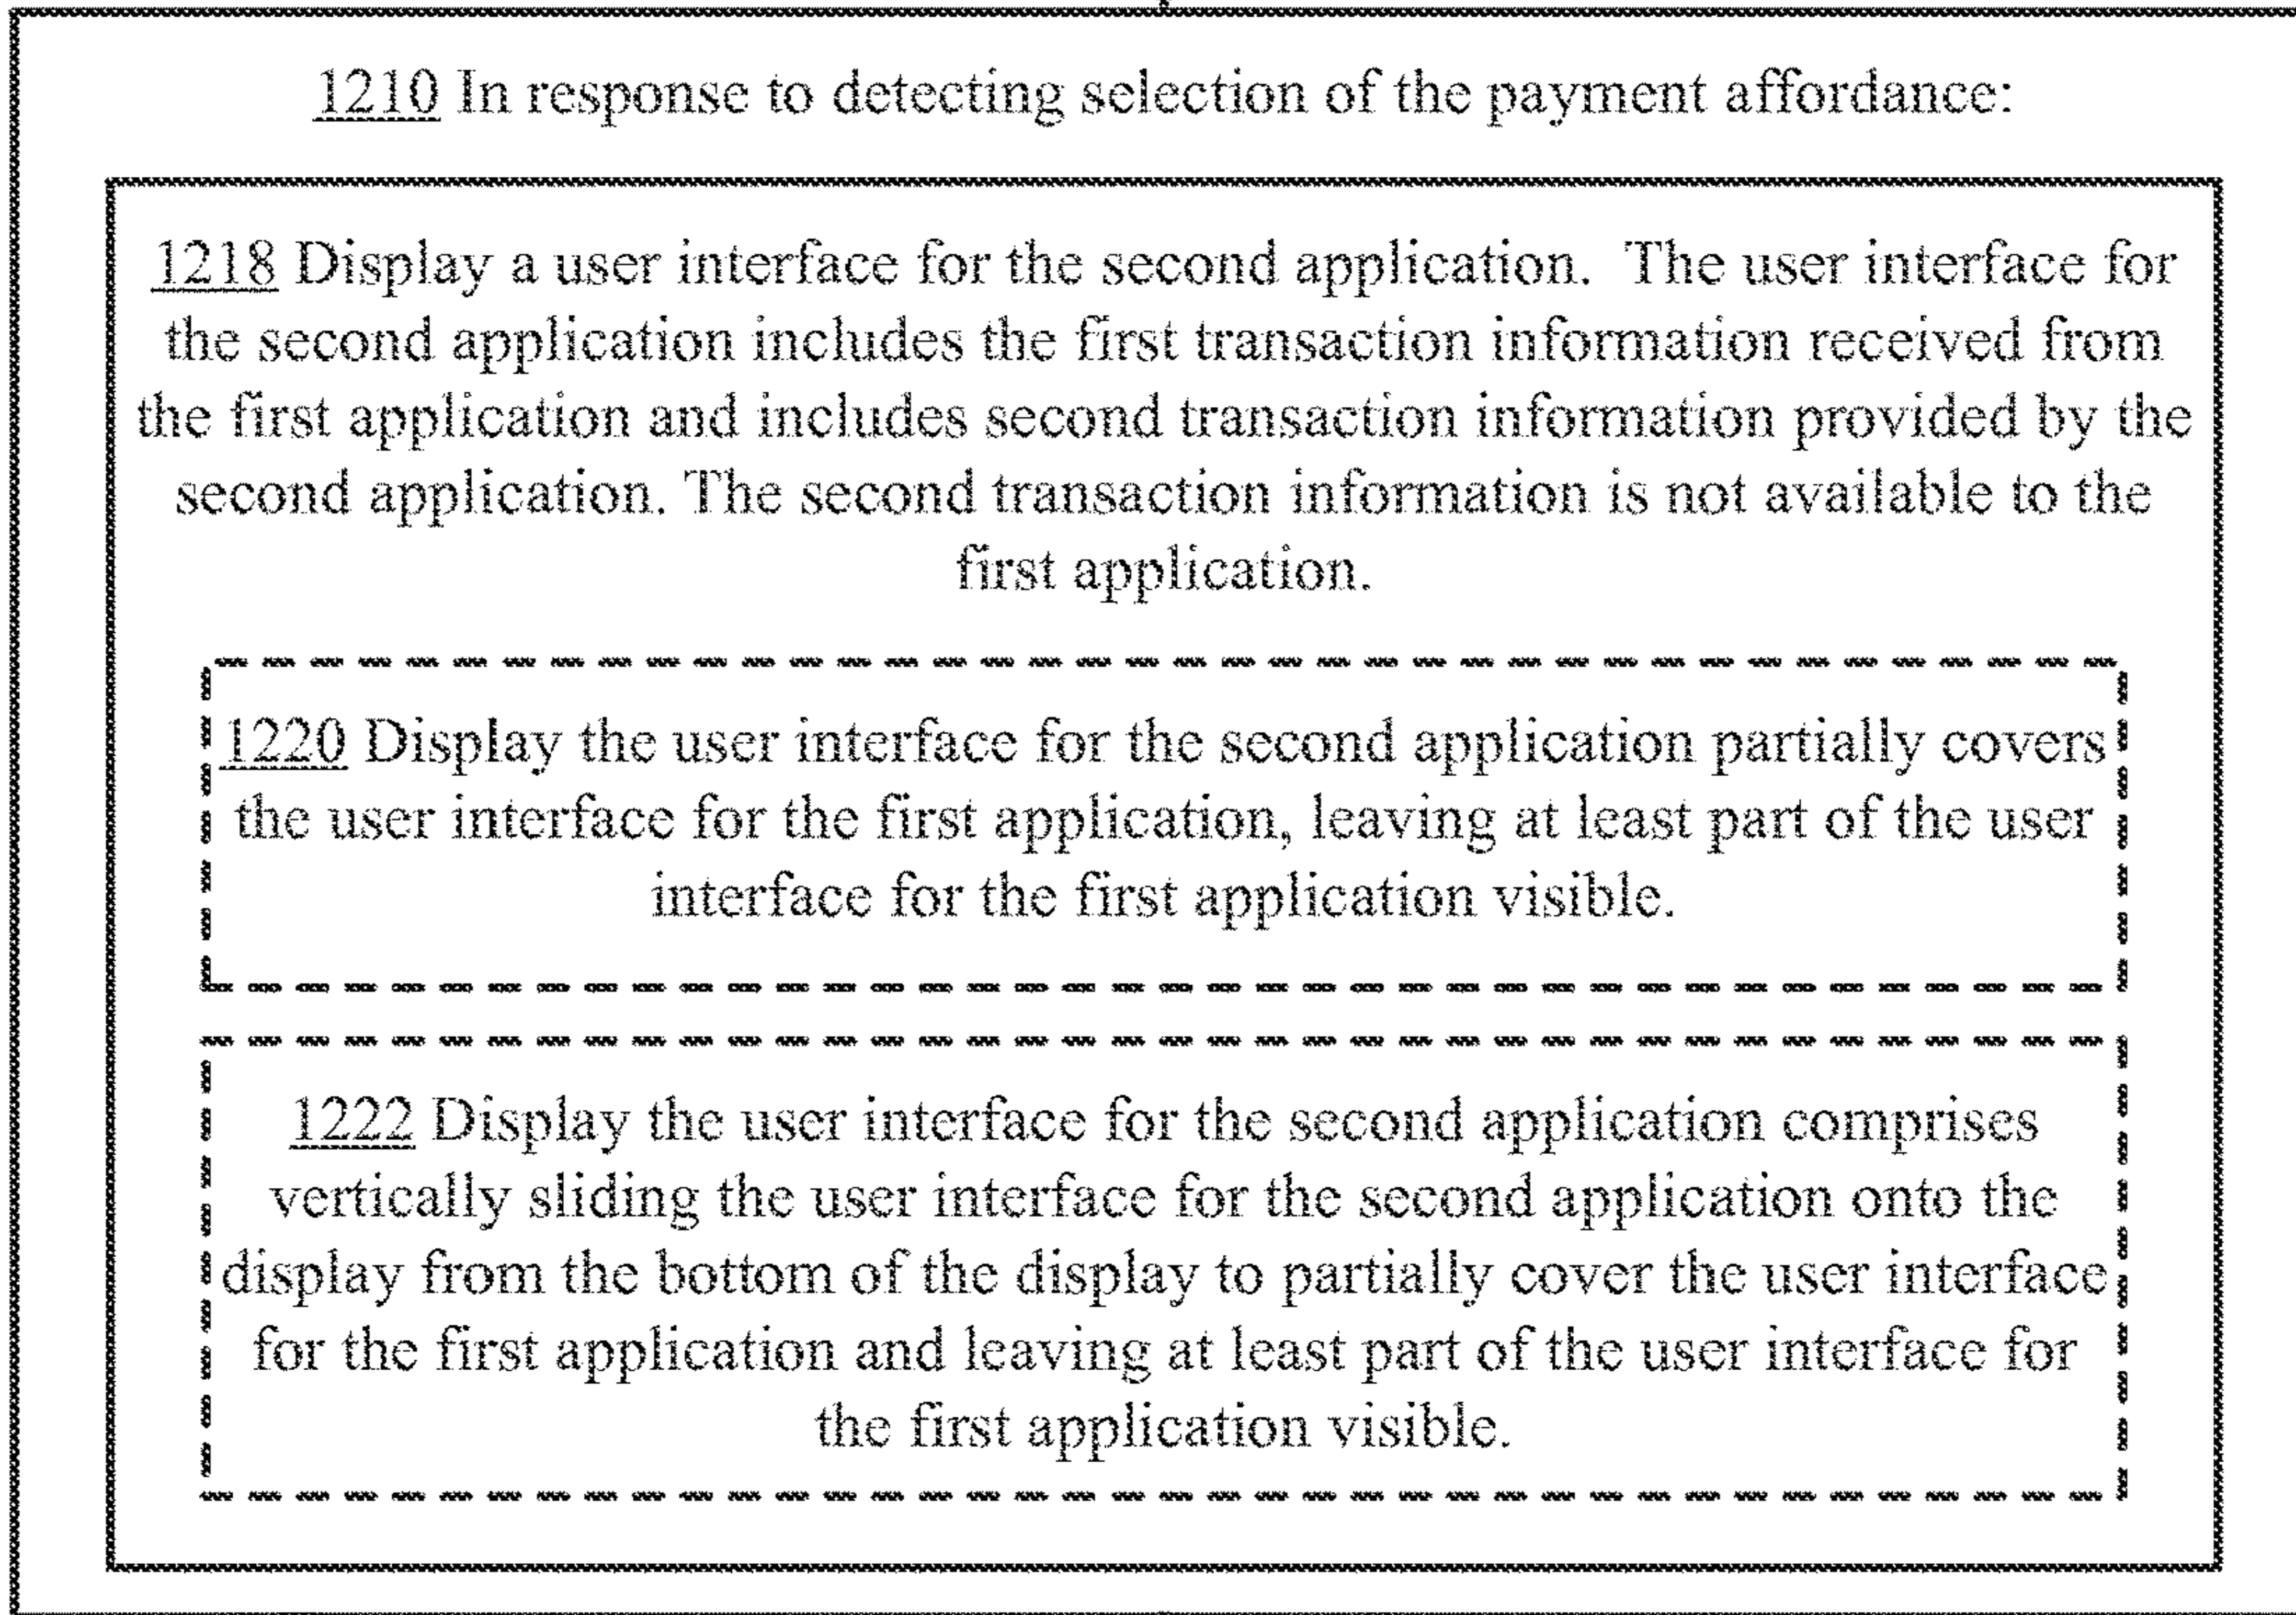 1210 In response to detecting selection of the payment affordance:
1218 Display a user interface for the second application. The user interface for
the second application includes the first transaction information received from
the first application and includes second transaction information provided by the
second application. The second transaction information is not available to the
first application.
1220 Display the user interface for the second application partially covers
the user interface for the first application, leaving at least part of the user
interface for the first application visible.
1222 Display the user interface for the second application comprises
vertically sliding the user interface for the second application onto the
display from the bottom of the display to partially cover the user interface
for the first application and leaving at least part of the user interface for
the first application visible.